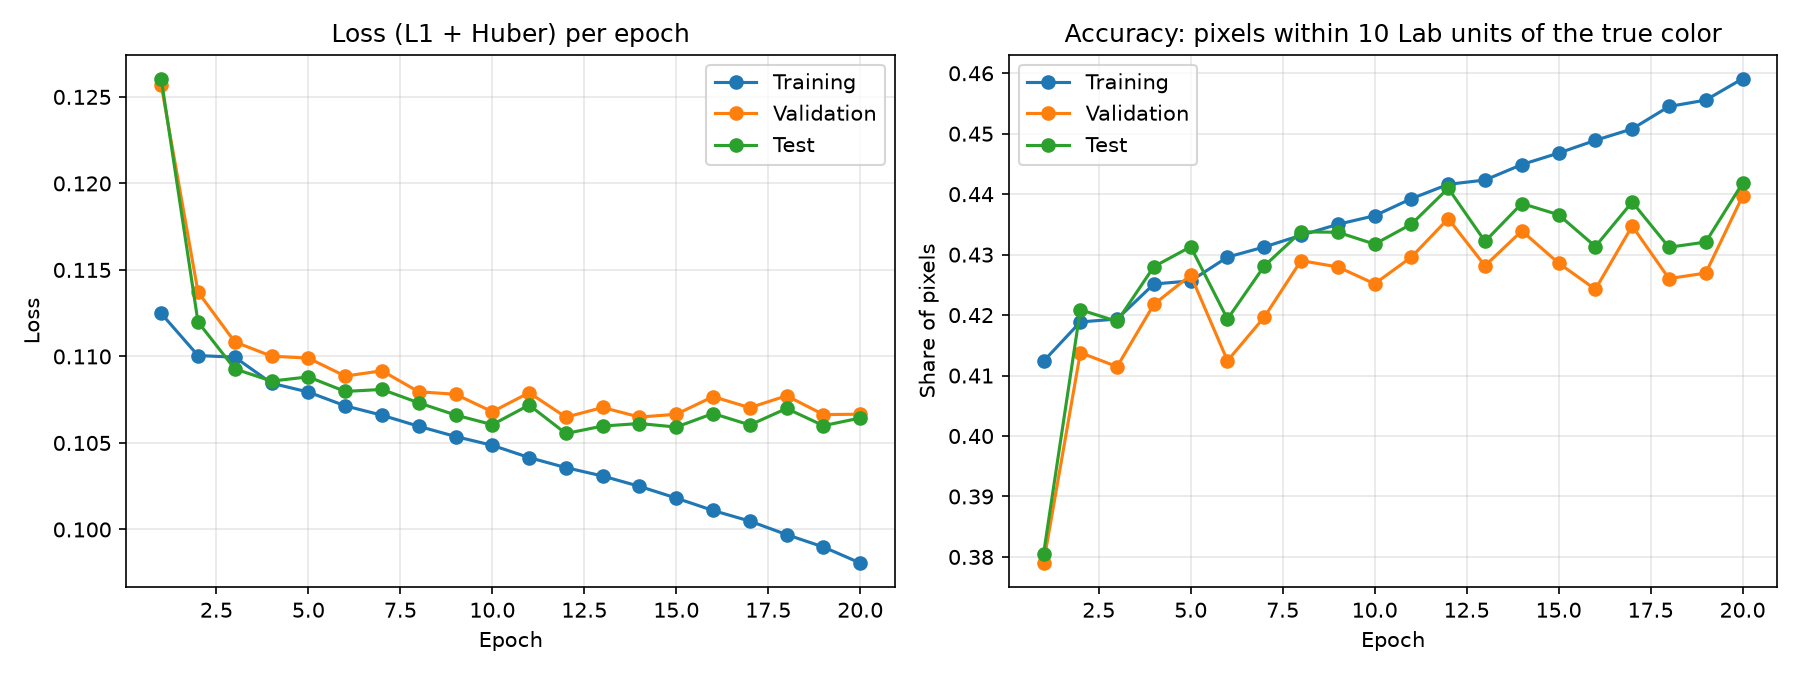 Loss (L1 + Huber) per epoch
Loss
0.125
0.120
0.115
0.110
0.105
0.100
2.5 5.0 7.5 10.0 12.5 15.0 17.5 20.0
Epoch
Training
Validation
Test
Accuracy: pixels within 10 Lab units of the true color
Share of pixels
0.46
0.45
0.44
0.43
0.42
0.41
0.40
0.39
0.38
2.5 5.0 7.5 10.0 12.5 15.0 17.5 20.0
Epoch
Training
Validation
Test